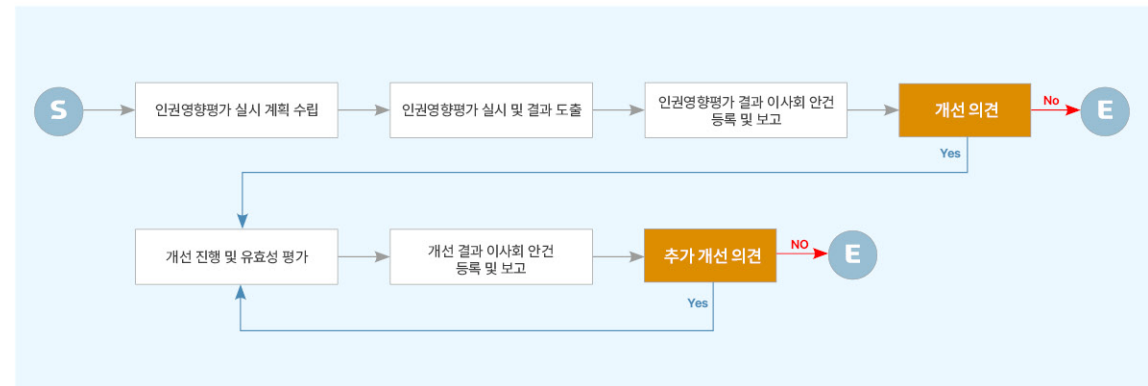 S
인권영향평가 실시 계획 수립
인권영향평가 실시 및 결과 도출
인권영향평가 결과 이사회 안건
등록 및 보고
개선 의견
No
E
Yes
개선 진행 및 유효성 평가
개선 결과 이사회 안건
등록 및 보고
추가 개선 의견
NO
E
Yes